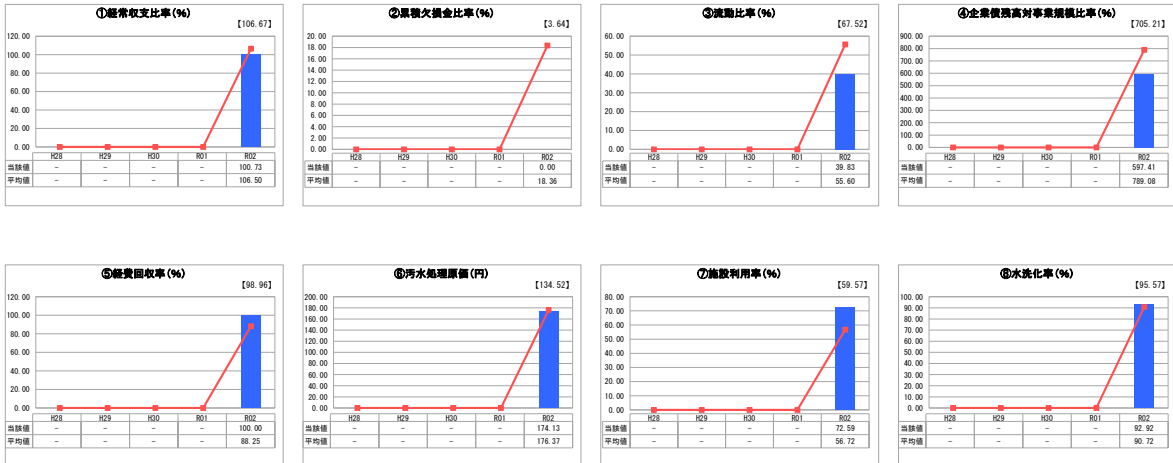 ①経常収支比率(%)
【106.67】
120.00
100.00
80.00
60.00
40.00
20.00
0.00
H28 H29 H30 R01 R02
当該値 - - - - 100.73
平均値 - - - - 106.50
②累積欠損金比率(%)
【3.64】
20.00
18.00
16.00
14.00
12.00
10.00
8.00
6.00
4.00
2.00
0.00
H28 H29 H30 R01 R02
当該値 - - - - 0.00
平均値 - - - - 18.36
③流動比率(%)
【67.52】
60.00
50.00
40.00
30.00
20.00
10.00
0.00
H28 H29 H30 R01 R02
当該値 - - - - 39.83
平均値 - - - - 55.60
④企業債残高対事業規模比率(%)
【705.21】
900.00
800.00
700.00
600.00
500.00
400.00
300.00
200.00
100.00
0.00
H28 H29 H30 R01 R02
当該値 - - - - 597.41
平均値 - - - - 789.08
⑤経費回収率(%)
【98.96】
120.00
100.00
80.00
60.00
40.00
20.00
0.00
H28 H29 H30 R01 R02
当該値 - - - - 100.00
平均値 - - - - 88.25
⑥汚水処理原価(円)
【134.52】
200.00
180.00
160.00
140.00
120.00
100.00
80.00
60.00
40.00
20.00
0.00
H28 H29 H30 R01 R02
当該値 - - - - 174.13
平均値 - - - - 176.37
⑦施設利用率(%)
【59.57】
80.00
70.00
60.00
50.00
40.00
30.00
20.00
10.00
0.00
H28 H29 H30 R01 R02
当該値 - - - - 72.59
平均値 - - - - 56.72
⑧水洗化率(%)
【95.57】
100.00
90.00
80.00
70.00
60.00
50.00
40.00
30.00
20.00
10.00
0.00
H28 H29 H30 R01 R02
当該値 - - - - 92.92
平均値 - - - - 90.72